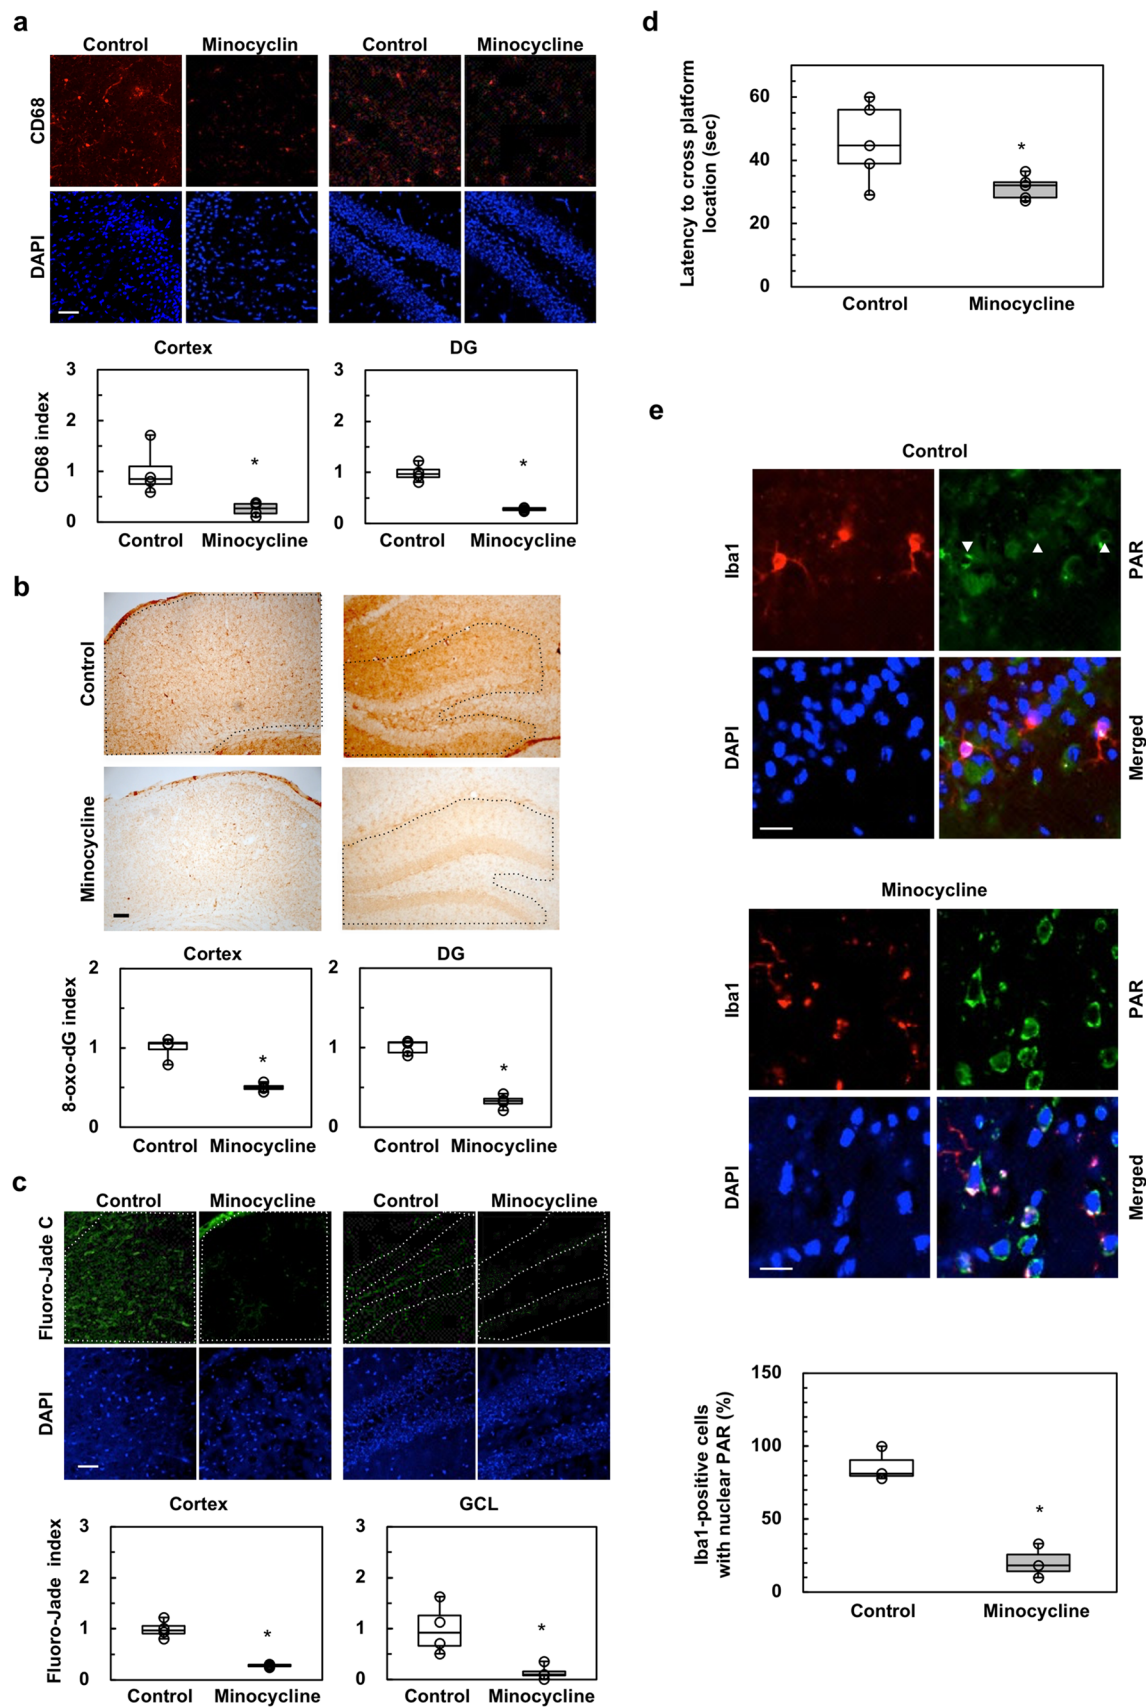 a
Control Minocyclin Control Minocycline
CD68
DAPI
Cortex DG
CD68 index
3
2
1
0
*
Control Minocycline
3
2
1
0
*
Control Minocycline
b
Control
Minocycline
Cortex DG
8-oxo-dG index
2
1
0
*
Control Minocycline
2
1
0
*
Control Minocycline
c
Control Minocycline Control Minocycline
Fluoro-Jade C
DAPI
Cortex GCL
Fluoro-Jade index
3
2
1
0
*
Control Minocycline
3
2
1
0
*
Control Minocycline
d
Latency to cross platform
location (sec)
60
40
20
0
*
Control Minocycline
e
Control
Iba1 PAR
DAPI Merged
Minocycline
Iba1 PAR
DAPI Merged
Iba1-positive cells
with nuclear PAR (%)
150
100
50
0
*
Control Minocycline